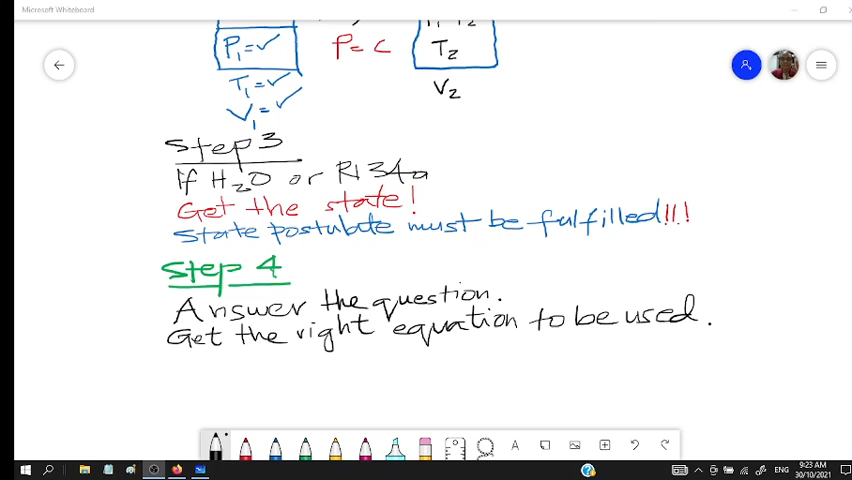 Microsoft Whiteboard
P₁=✓
P=C
T₂
T₁=✓
V₂
V₁=✓
Step 3
If H₂O or R134a
Get the state!
State postulate must be fulfilled!!!
Step 4
Answer the question.
Get the right equation to be used.
A
ENG
9:23 AM
30/10/2021